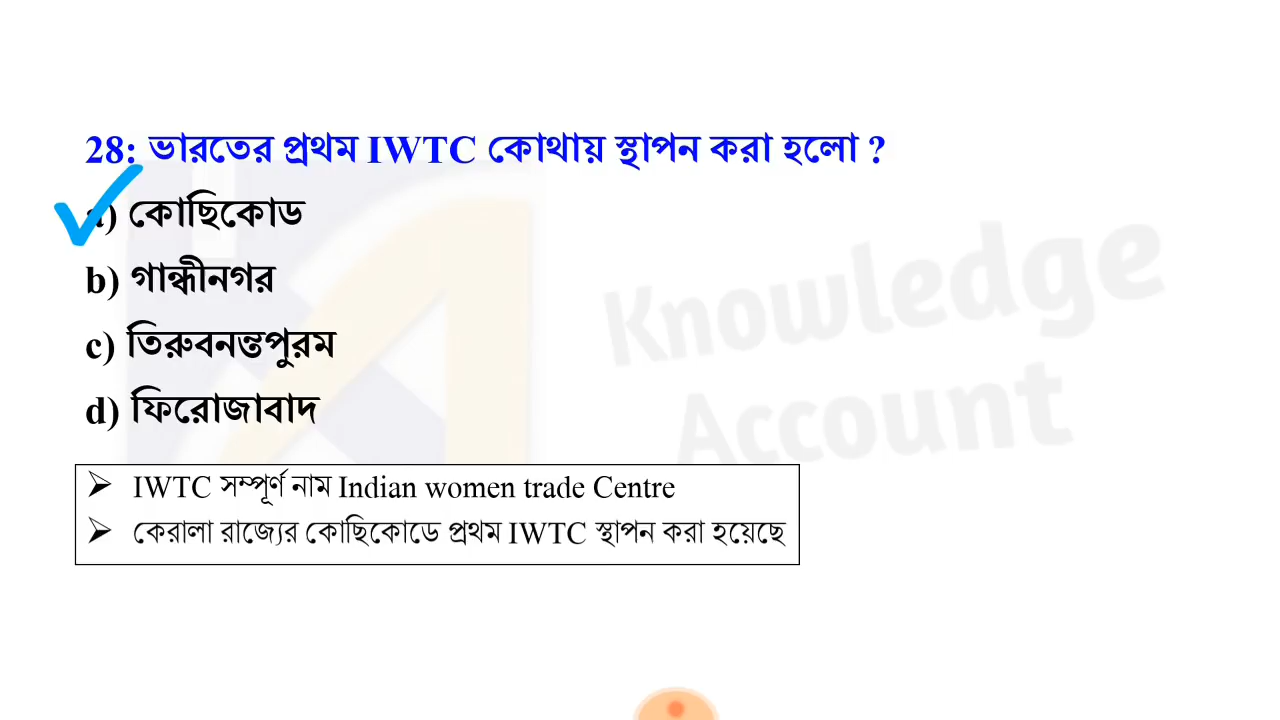 28: ভারতের প্রথম IWTC কোথায় স্থাপন করা হলো ?
a) কোছিকোড
b) গান্ধীনগর
c) তিরুবনন্তপুরম
d) ফিরোজাবাদ
Knowledge
Account
➢ IWTC সম্পূর্ণ নাম Indian women trade Centre
➢ কেরালা রাজ্যের কোছিকোডে প্রথম IWTC স্থাপন করা হয়েছে